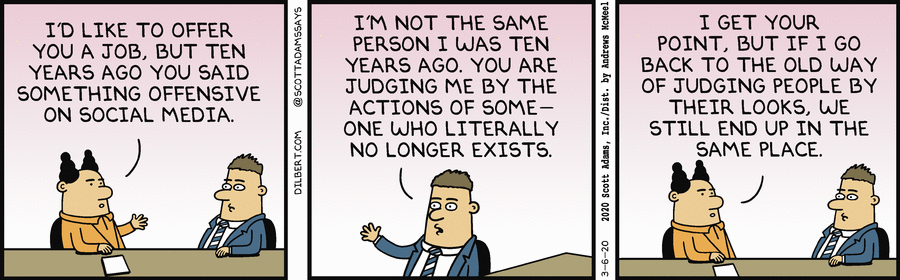 I'D LIKE TO OFFER
YOU A JOB, BUT TEN
YEARS AGO YOU SAID
SOMETHING OFFENSIVE
ON SOCIAL MEDIA.
DILBERT.COM @SCOTTADAMSSAYS
I'M NOT THE SAME
PERSON I WAS TEN
YEARS AGO. YOU ARE
JUDGING ME BY THE
ACTIONS OF SOME—
ONE WHO LITERALLY
NO LONGER EXISTS.
3-6-20 2020 Scott Adams, Inc./Dist. by Andrews McMeel
I GET YOUR
POINT, BUT IF I GO
BACK TO THE OLD WAY
OF JUDGING PEOPLE BY
THEIR LOOKS, WE
STILL END UP IN THE
SAME PLACE.